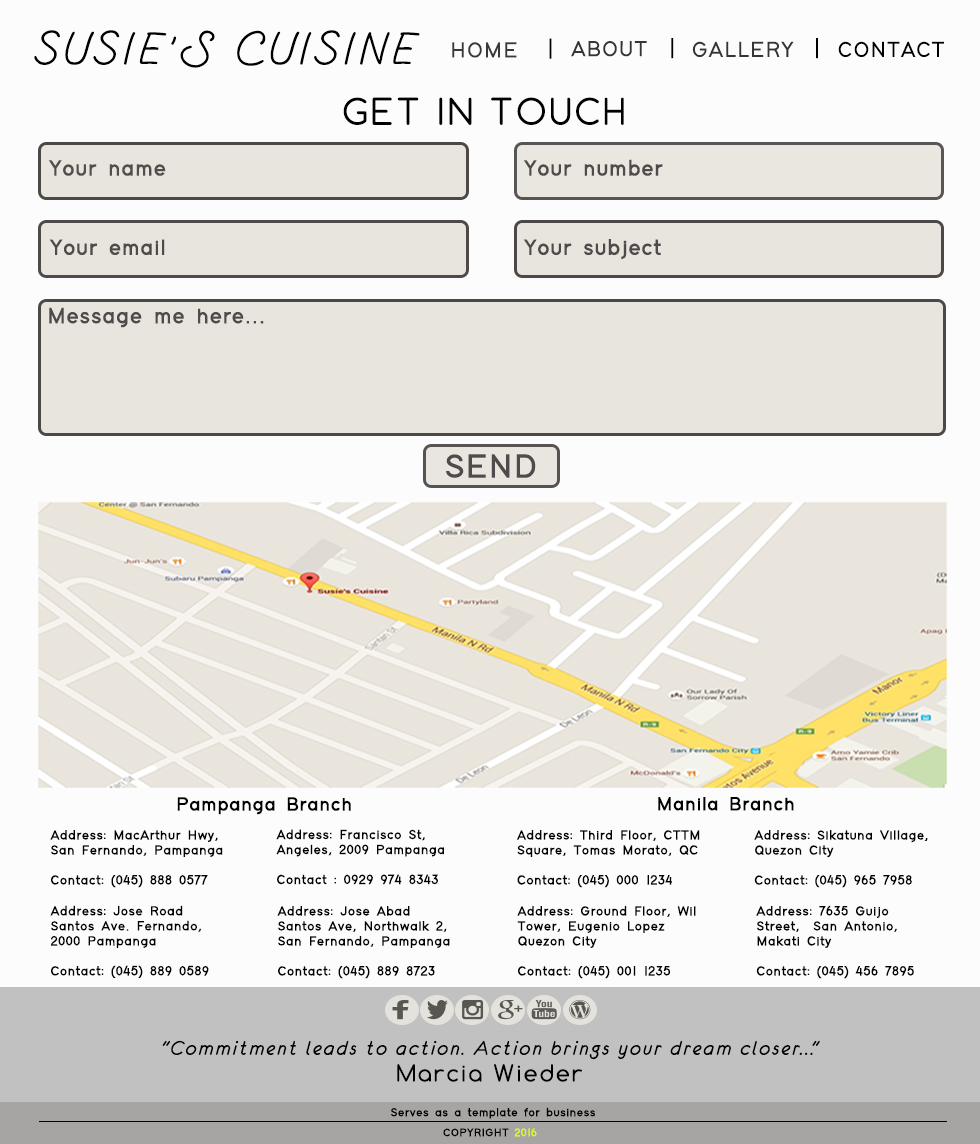 SUSIE'S CUISINE
HOME | ABOUT | GALLERY | CONTACT
GET IN TOUCH
Your name
Your number
Your email
Your subject
Message me here...
SEND
Center @ San Fernando
Villa Rica Subdivision
Jun-Jun's
Subaru Pampanga
Susie's Cuisine
Partyland
Santan St
Manila N Rd
Apag
Our Lady Of
Sorrow Parish
Manila N Rd
Manor
De Leon
Victory Liner
Bus Terminal
R-9
R-9
San Fernando City
Amo Yamie Crib
San Fernando
De Leon
McDonald's
tos Avenue
Pampanga Branch
Address: MacArthur Hwy,
San Fernando, Pampanga
Contact: (045) 888 0577
Address: Francisco St,
Angeles, 2009 Pampanga
Contact : 0929 974 8343
Address: Jose Road
Santos Ave. Fernando,
2000 Pampanga
Contact: (045) 889 0589
Address: Jose Abad
Santos Ave, Northwalk 2,
San Fernando, Pampanga
Contact: (045) 889 8723
Manila Branch
Address: Third Floor, CTTM
Square, Tomas Morato, QC
Contact: (045) 000 1234
Address: Sikatuna Village,
Quezon City
Contact: (045) 965 7958
Address: Ground Floor, Wil
Tower, Eugenio Lopez
Quezon City
Contact: (045) 001 1235
Address: 7635 Guijo
Street, San Antonio,
Makati City
Contact: (045) 456 7895
f
g+
You
Tube
W
"Commitment leads to action. Action brings your dream closer..."
Marcia Wieder
Serves as a template for business
COPYRIGHT 2016